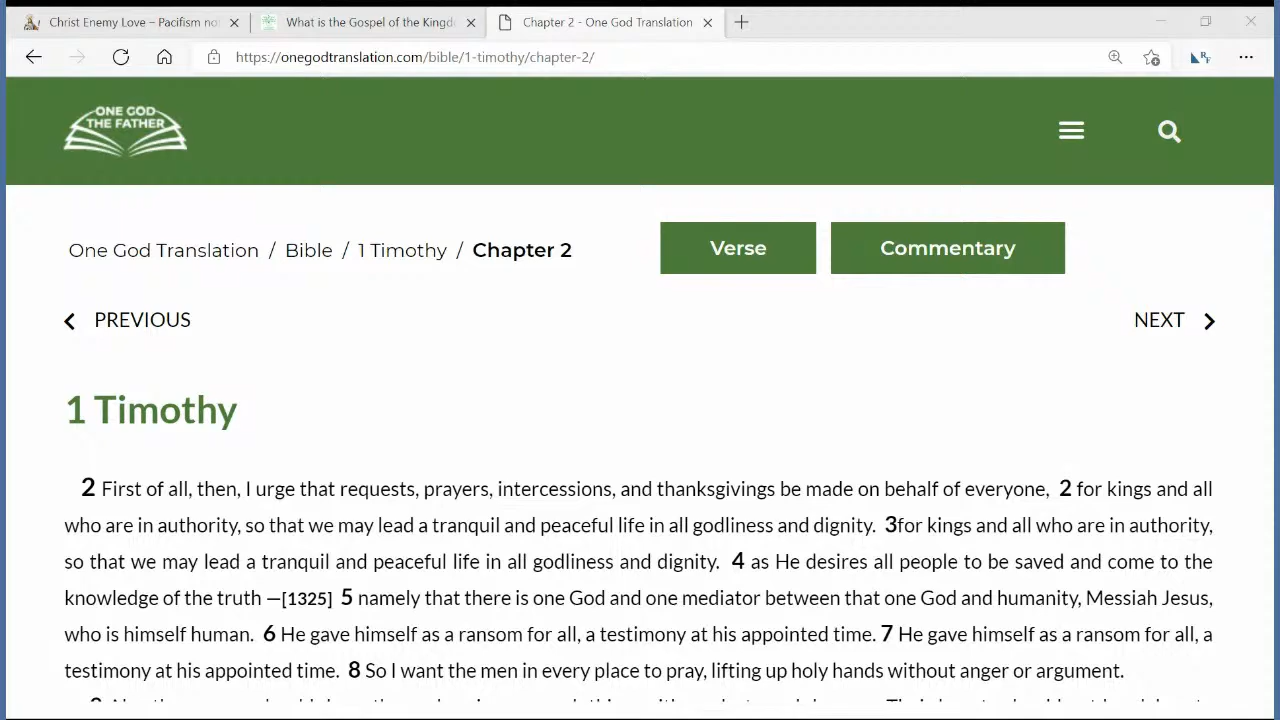 Christ Enemy Love – Pacifism no
What is the Gospel of the Kingd
Chapter 2 - One God Translation
https://onegodtranslation.com/bible/1-timothy/chapter-2/
ONE GOD
THE FATHER
One God Translation / Bible / 1 Timothy / Chapter 2
Verse
Commentary
PREVIOUS
NEXT
1 Timothy
2 First of all, then, I urge that requests, prayers, intercessions, and thanksgivings be made on behalf of everyone, 2 for kings and all
who are in authority, so that we may lead a tranquil and peaceful life in all godliness and dignity. 3for kings and all who are in authority,
so that we may lead a tranquil and peaceful life in all godliness and dignity. 4 as He desires all people to be saved and come to the
knowledge of the truth —[1325] 5 namely that there is one God and one mediator between that one God and humanity, Messiah Jesus,
who is himself human. 6 He gave himself as a ransom for all, a testimony at his appointed time. 7 He gave himself as a ransom for all, a
testimony at his appointed time. 8 So I want the men in every place to pray, lifting up holy hands without anger or argument.